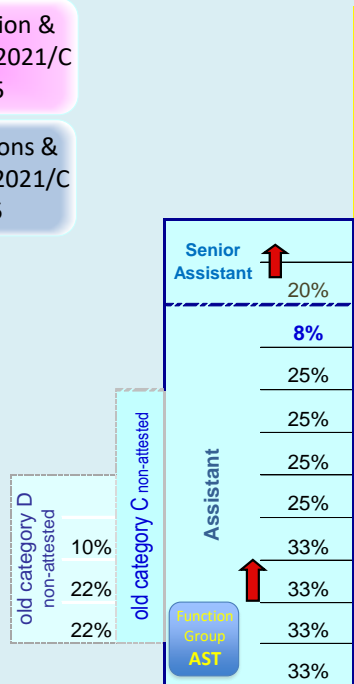 ion &
2021/C
ons &
2021/C
Senior
Assistant
20%
8%
25%
25%
25%
25%
33%
33%
33%
33%
Assistant
old category C non-attested
old category D
non-attested
10%
22%
22%
Function
Group
AST